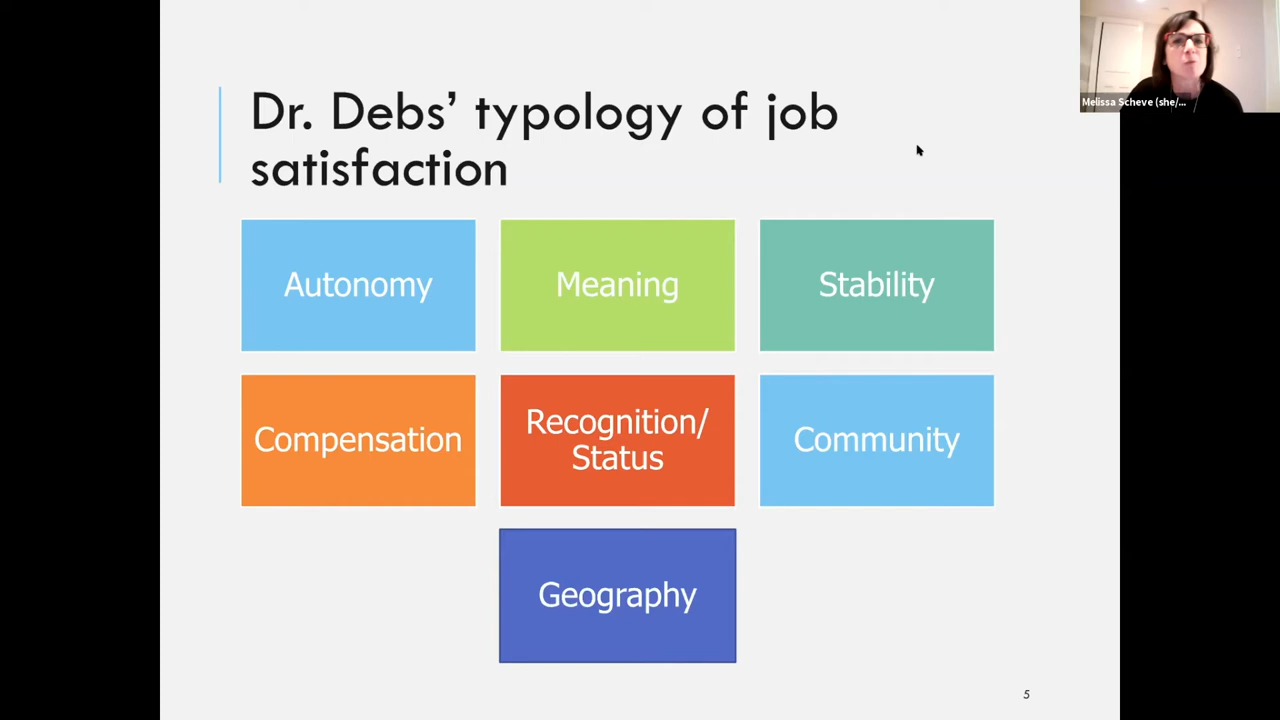 Dr. Debs’ typology of job
satisfaction
Autonomy
Meaning
Stability
Compensation
Recognition/
Status
Community
Geography
5
Melissa Scheve (she/...